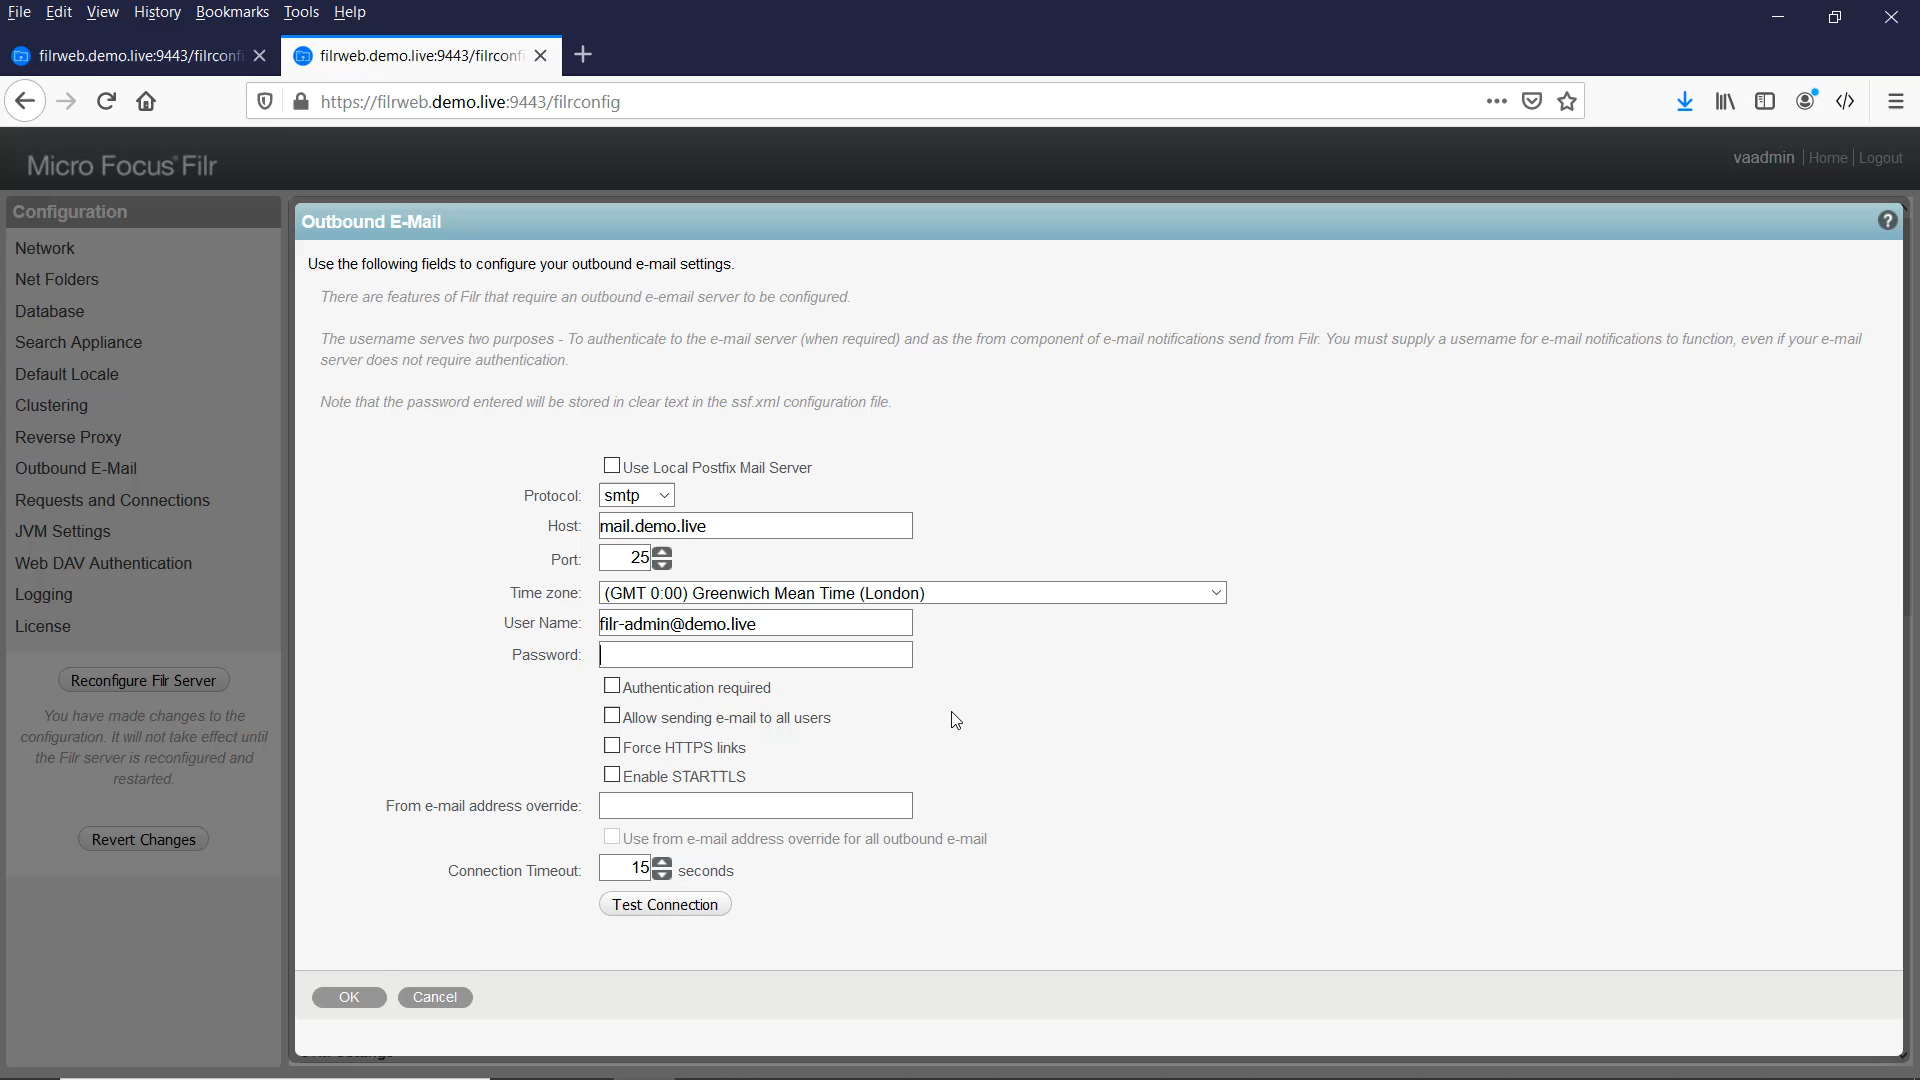 File Edit View History Bookmarks Tools Help
filrweb.demo.live:9443/filrconfi
filrweb.demo.live:9443/filrconfi
https://filrweb.demo.live:9443/filrconfig
Micro Focus® Filr
vaadmin | Home | Logout
Configuration
Network
Net Folders
Database
Search Appliance
Default Locale
Clustering
Reverse Proxy
Outbound E-Mail
Requests and Connections
JVM Settings
Web DAV Authentication
Logging
License
Reconfigure Filr Server
You have made changes to the
configuration. It will not take effect until
the Filr server is reconfigured and
restarted.
Revert Changes
Outbound E-Mail
?
Use the following fields to configure your outbound e-mail settings.
There are features of Filr that require an outbound e-email server to be configured.
The username serves two purposes - To authenticate to the e-mail server (when required) and as the from component of e-mail notifications send from Filr. You must supply a username for e-mail notifications to function, even if your e-mail
server does not require authentication.
Note that the password entered will be stored in clear text in the ssf.xml configuration file.
Use Local Postfix Mail Server
Protocol: smtp
Host: mail.demo.live
Port: 25
Time zone: (GMT 0:00) Greenwich Mean Time (London)
User Name: filr-admin@demo.live
Password:
Authentication required
Allow sending e-mail to all users
Force HTTPS links
Enable STARTTLS
From e-mail address override:
Use from e-mail address override for all outbound e-mail
Connection Timeout: 15 seconds
Test Connection
OK Cancel